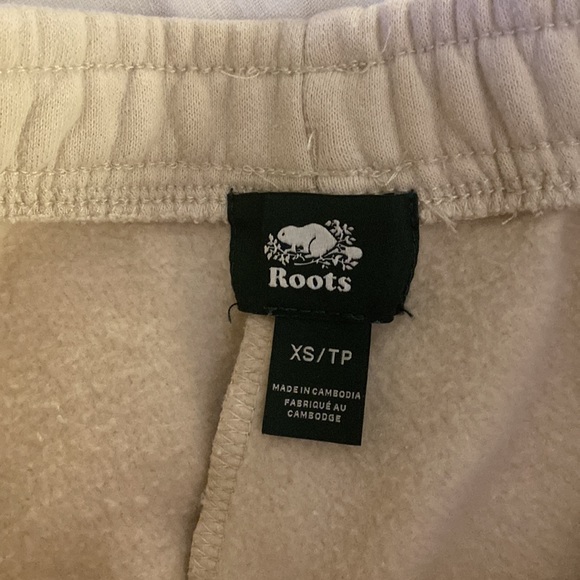 Roots
XS/TP
MADE IN CAMBODIA
FABRIQUÉ AU
CAMBODGE